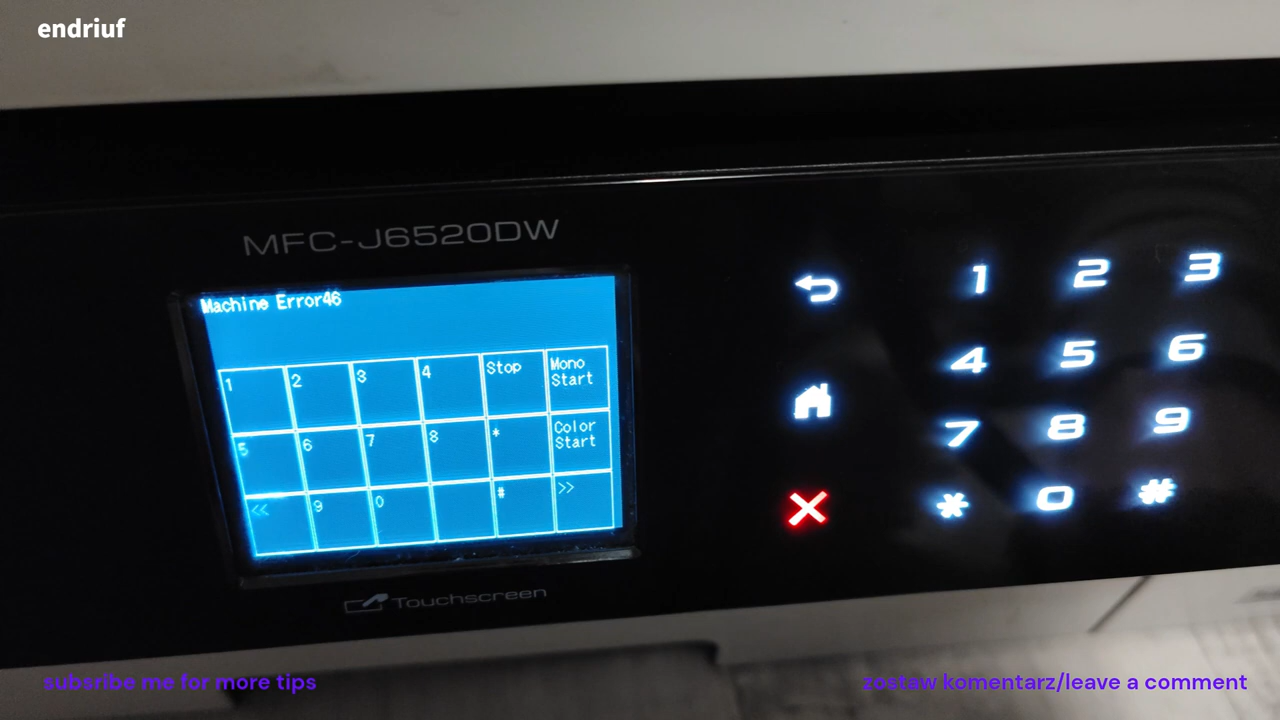 endriuf
MFC-J6520DW
Machine Error46
1 2 3 4 Stop Mono Start
5 6 7 8 * Color Start
<< 9 0 # >>
Touchscreen
1 2 3
4 5 6
7 8 9
* 0 #
subsribe me for more tips
zostaw komentarz/leave a comment